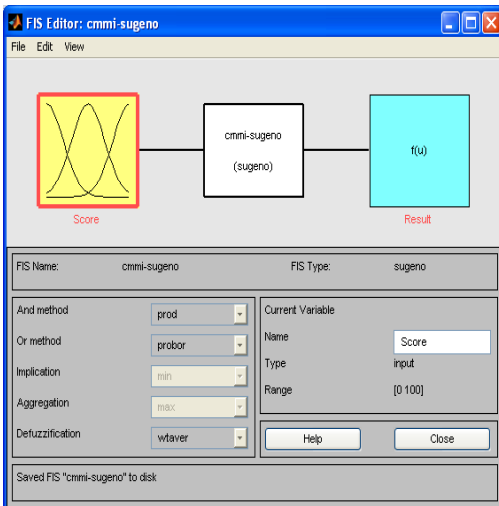 FIS Editor: cmmi-sugeno
File Edit View
cmmi-sugeno
(sugeno)
f(u)
Score
Result
FIS Name: cmmi-sugeno FIS Type: sugeno
And method prod
Or method probor
Implication min
Aggregation max
Defuzzification wtaver
Current Variable
Name Score
Type input
Range [0 100]
Help Close
Saved FIS "cmmi-sugeno" to disk